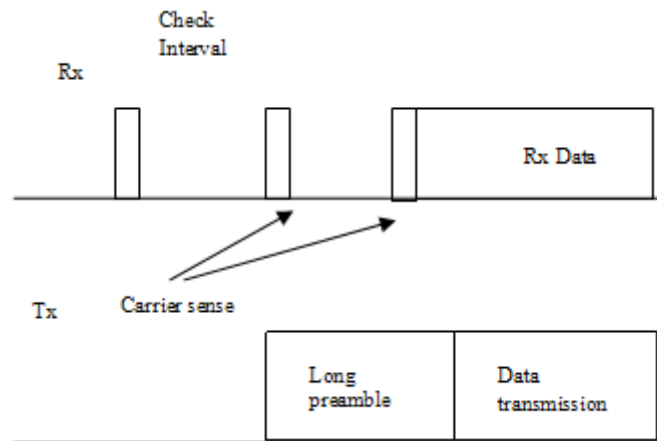 Check
Interval
Rx
Rx Data
Carrier sense
Tx
Long
preamble
Data
transmission